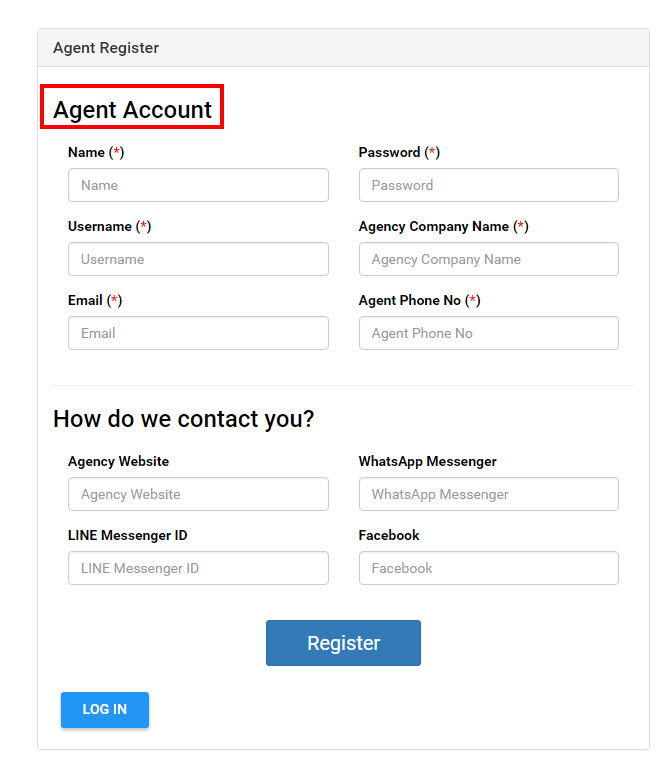 Agent Register
Agent Account
Name (*) Password (*)
Name Password
Username (*) Agency Company Name (*)
Username Agency Company Name
Email (*) Agent Phone No (*)
Email Agent Phone No
How do we contact you?
Agency Website WhatsApp Messenger
Agency Website WhatsApp Messenger
LINE Messenger ID Facebook
LINE Messenger ID Facebook
Register
LOG IN